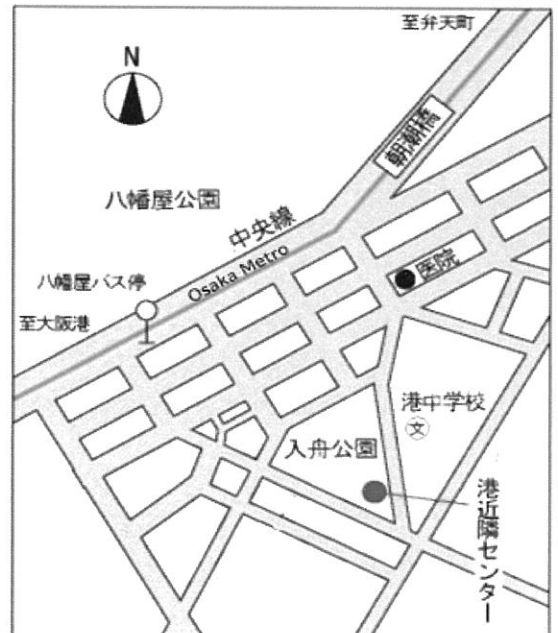 至弁天町
N
朝潮橋
八幡屋公園
中央線
Osaka Metro
八幡屋バス停
医院
至大阪港
港中学校
文
入舟公園
港近隣センター